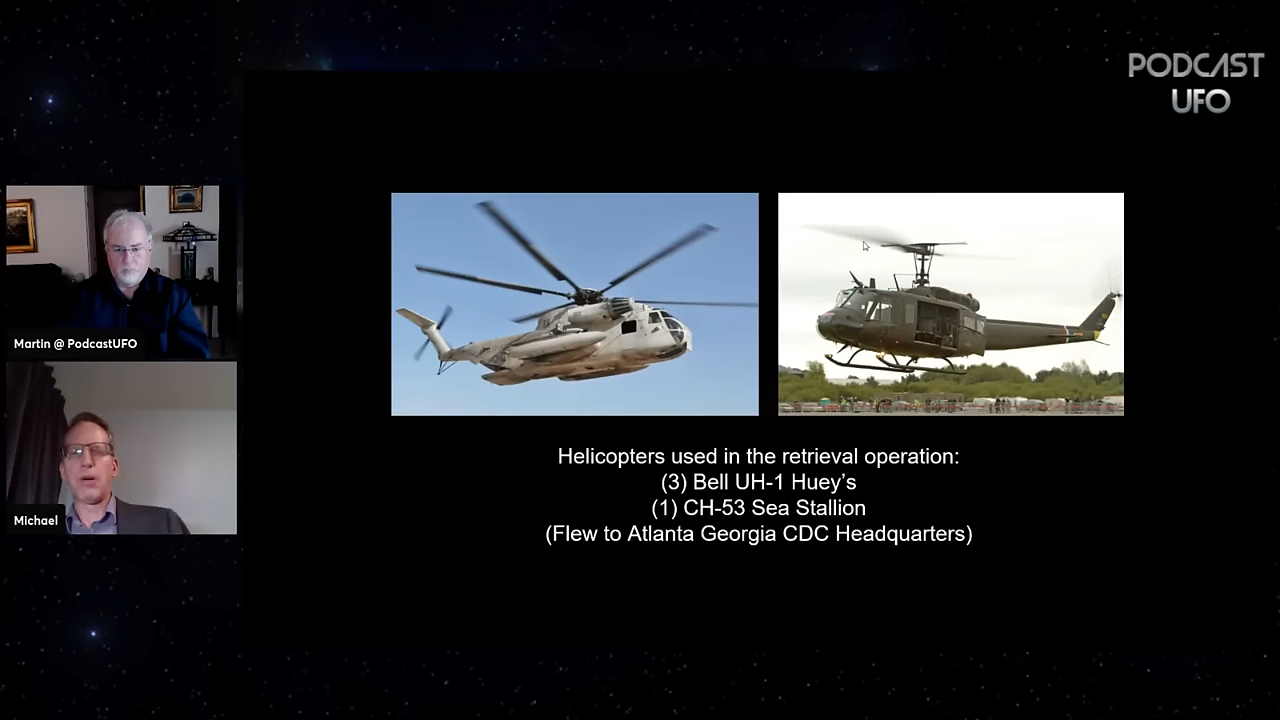 PODCAST
UFO
Martin @ PodcastUFO
Michael
Helicopters used in the retrieval operation:
(3) Bell UH-1 Huey's
(1) CH-53 Sea Stallion
(Flew to Atlanta Georgia CDC Headquarters)